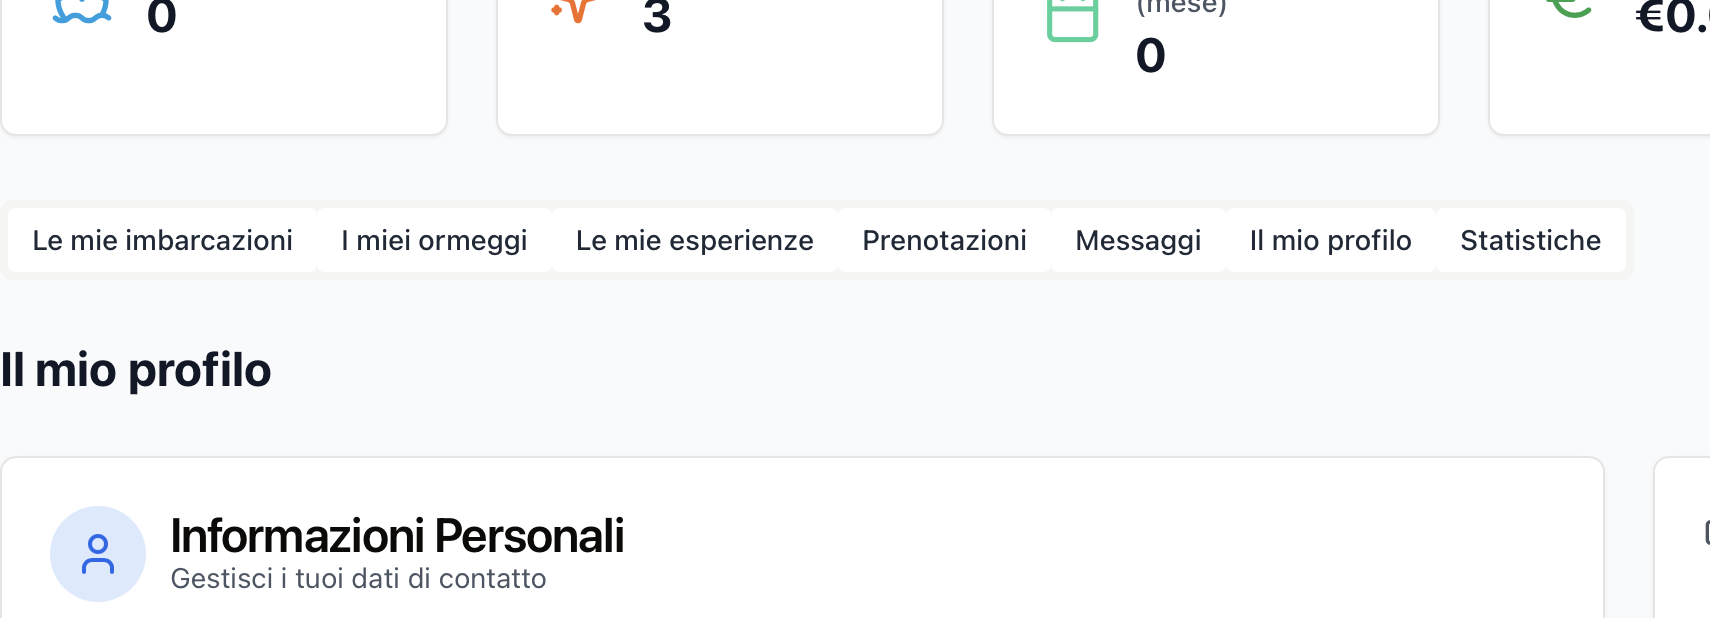 0
3
(mese)
0
€0.
Le mie imbarcazioni
I miei ormeggi
Le mie esperienze
Prenotazioni
Messaggi
Il mio profilo
Statistiche
Il mio profilo
Informazioni Personali
Gestisci i tuoi dati di contatto